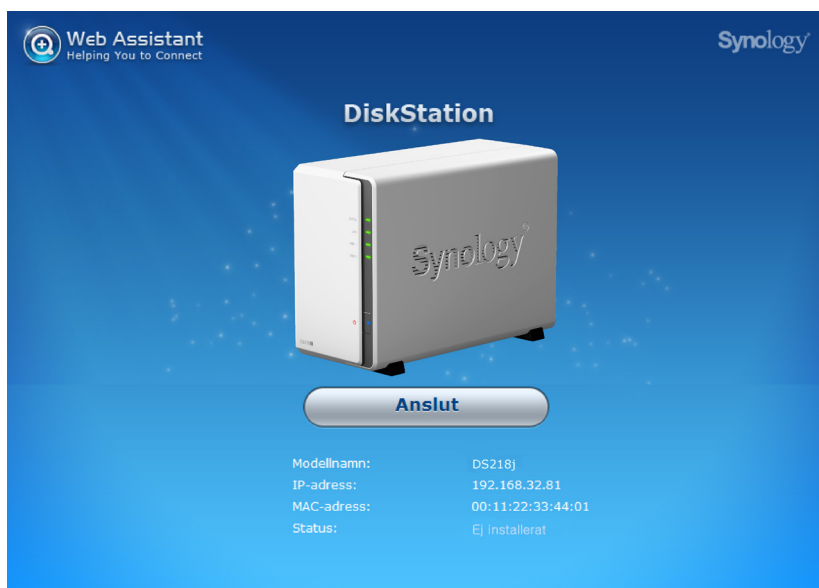 Web Assistant
Helping You to Connect
Synology
DiskStation
Synology
Anslut
Modellnamn: DS218j
IP-adress: 192.168.32.81
MAC-adress: 00:11:22:33:44:01
Status: Ej installerat